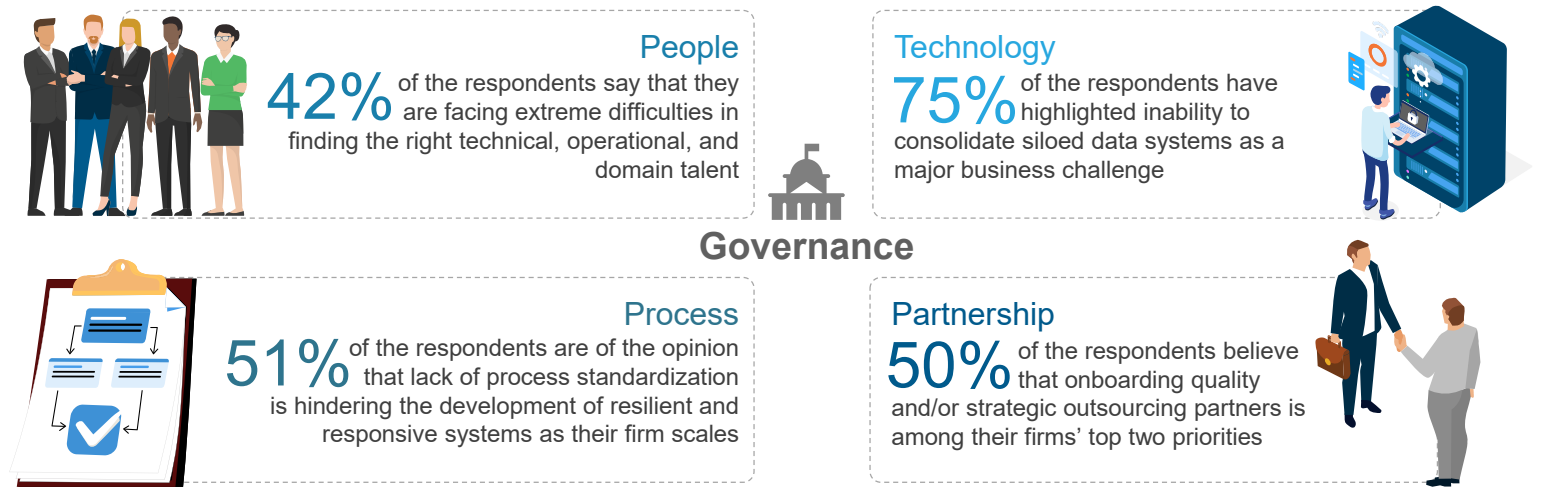 People
42% of the respondents say that they
are facing extreme difficulties in
finding the right technical, operational, and
domain talent
Technology
75% of the respondents have
highlighted inability to
consolidate siloed data systems as a
major business challenge
Governance
Process
51% of the respondents are of the opinion
that lack of process standardization
is hindering the development of resilient and
responsive systems as their firm scales
Partnership
50% of the respondents believe
that onboarding quality
and/or strategic outsourcing partners is
among their firms’ top two priorities